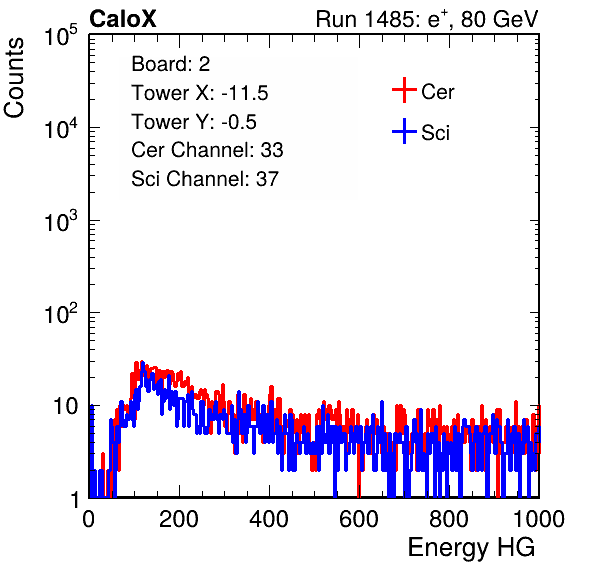 CaloX Run 1485: e⁺, 80 GeV
Counts
10⁵
10⁴
10³
10²
10
1
Board: 2
Tower X: -11.5
Tower Y: -0.5
Cer Channel: 33
Sci Channel: 37
Cer
Sci
0 200 400 600 800 1000
Energy HG